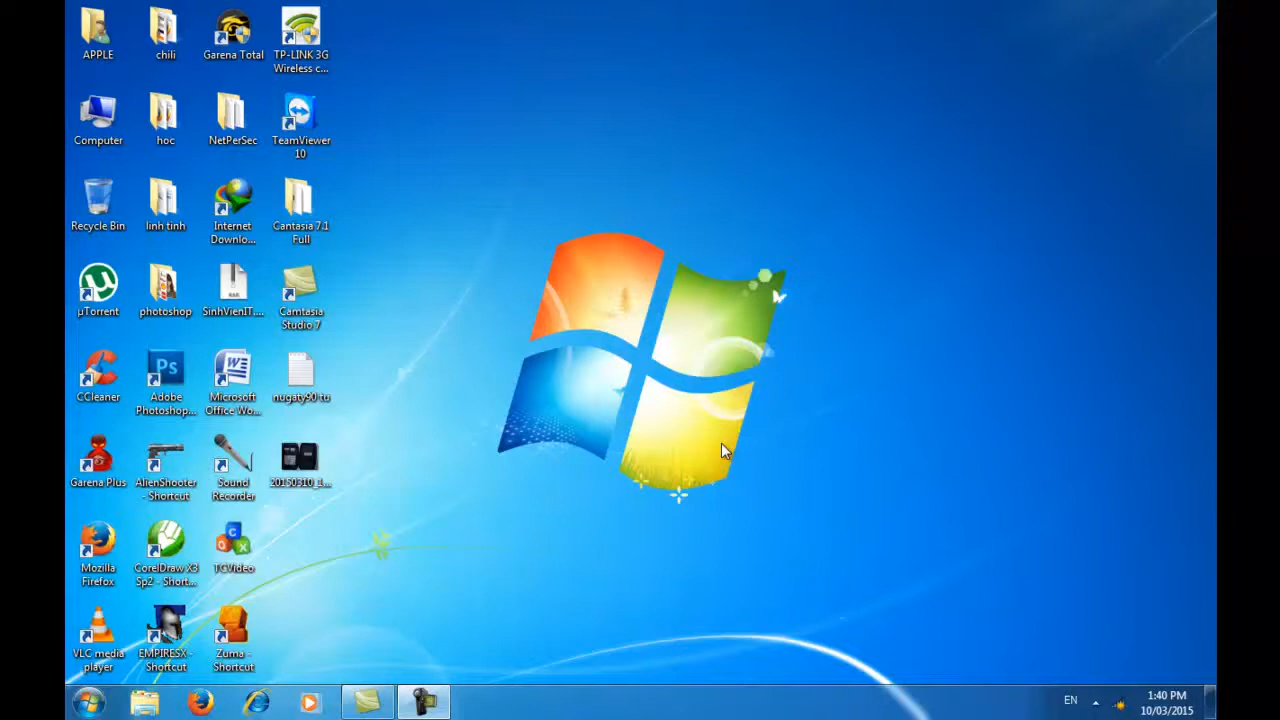 APPLE
chili
Garena Total
TP-LINK 3G
Wireless c...
Computer
hoc
NetPerSec
TeamViewer
10
Recycle Bin
linh tinh
Internet
Downlo...
Camtasia 7.1
Full
µTorrent
photoshop
SinhVienIT....
Camtasia
Studio 7
CCleaner
Adobe
Photoshop...
Microsoft
Office Wo...
nugaty90.tu
Garena Plus
AlienShooter
- Shortcut
Sound
Recorder
20150310_1...
Mozilla
Firefox
CorelDraw X3
Sp2 - Short...
TCVideo
VLC media
player
EMPIRESX -
Shortcut
Zuma -
Shortcut
EN
1:40 PM
10/03/2015